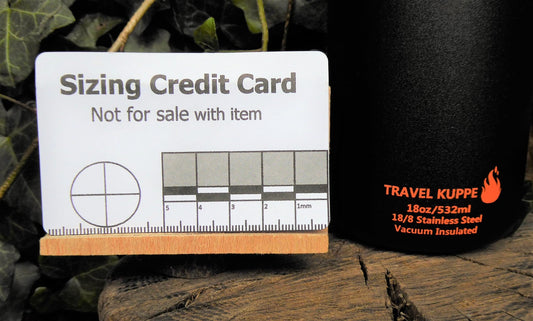 Sizing Credit Card
Not for sale with item
5 4 3 2 1mm
TRAVEL KUPPE
18oz/532ml
18/8 Stainless Steel
Vacuum Insulated